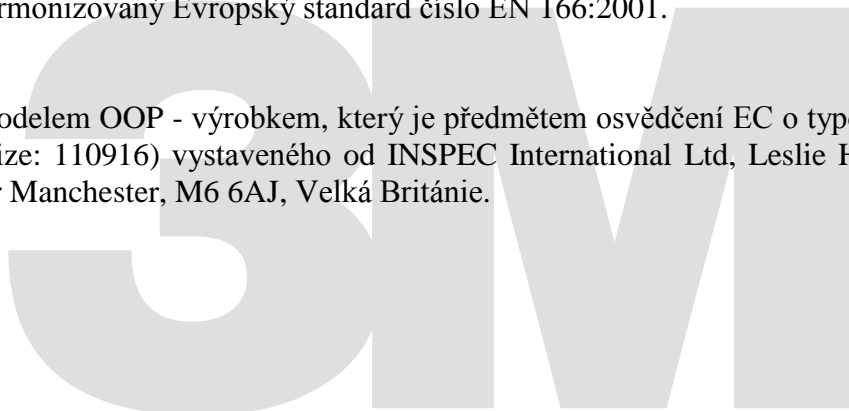 rmonizovaný Evropský standard číslo EN 166:2001.
odelem OOP - výrobkem, který je předmětem osvědčení EC o typ
ize: 110916) vystaveného od INSPEC International Ltd, Leslie H
r Manchester, M6 6AJ, Velká Británie.
3M